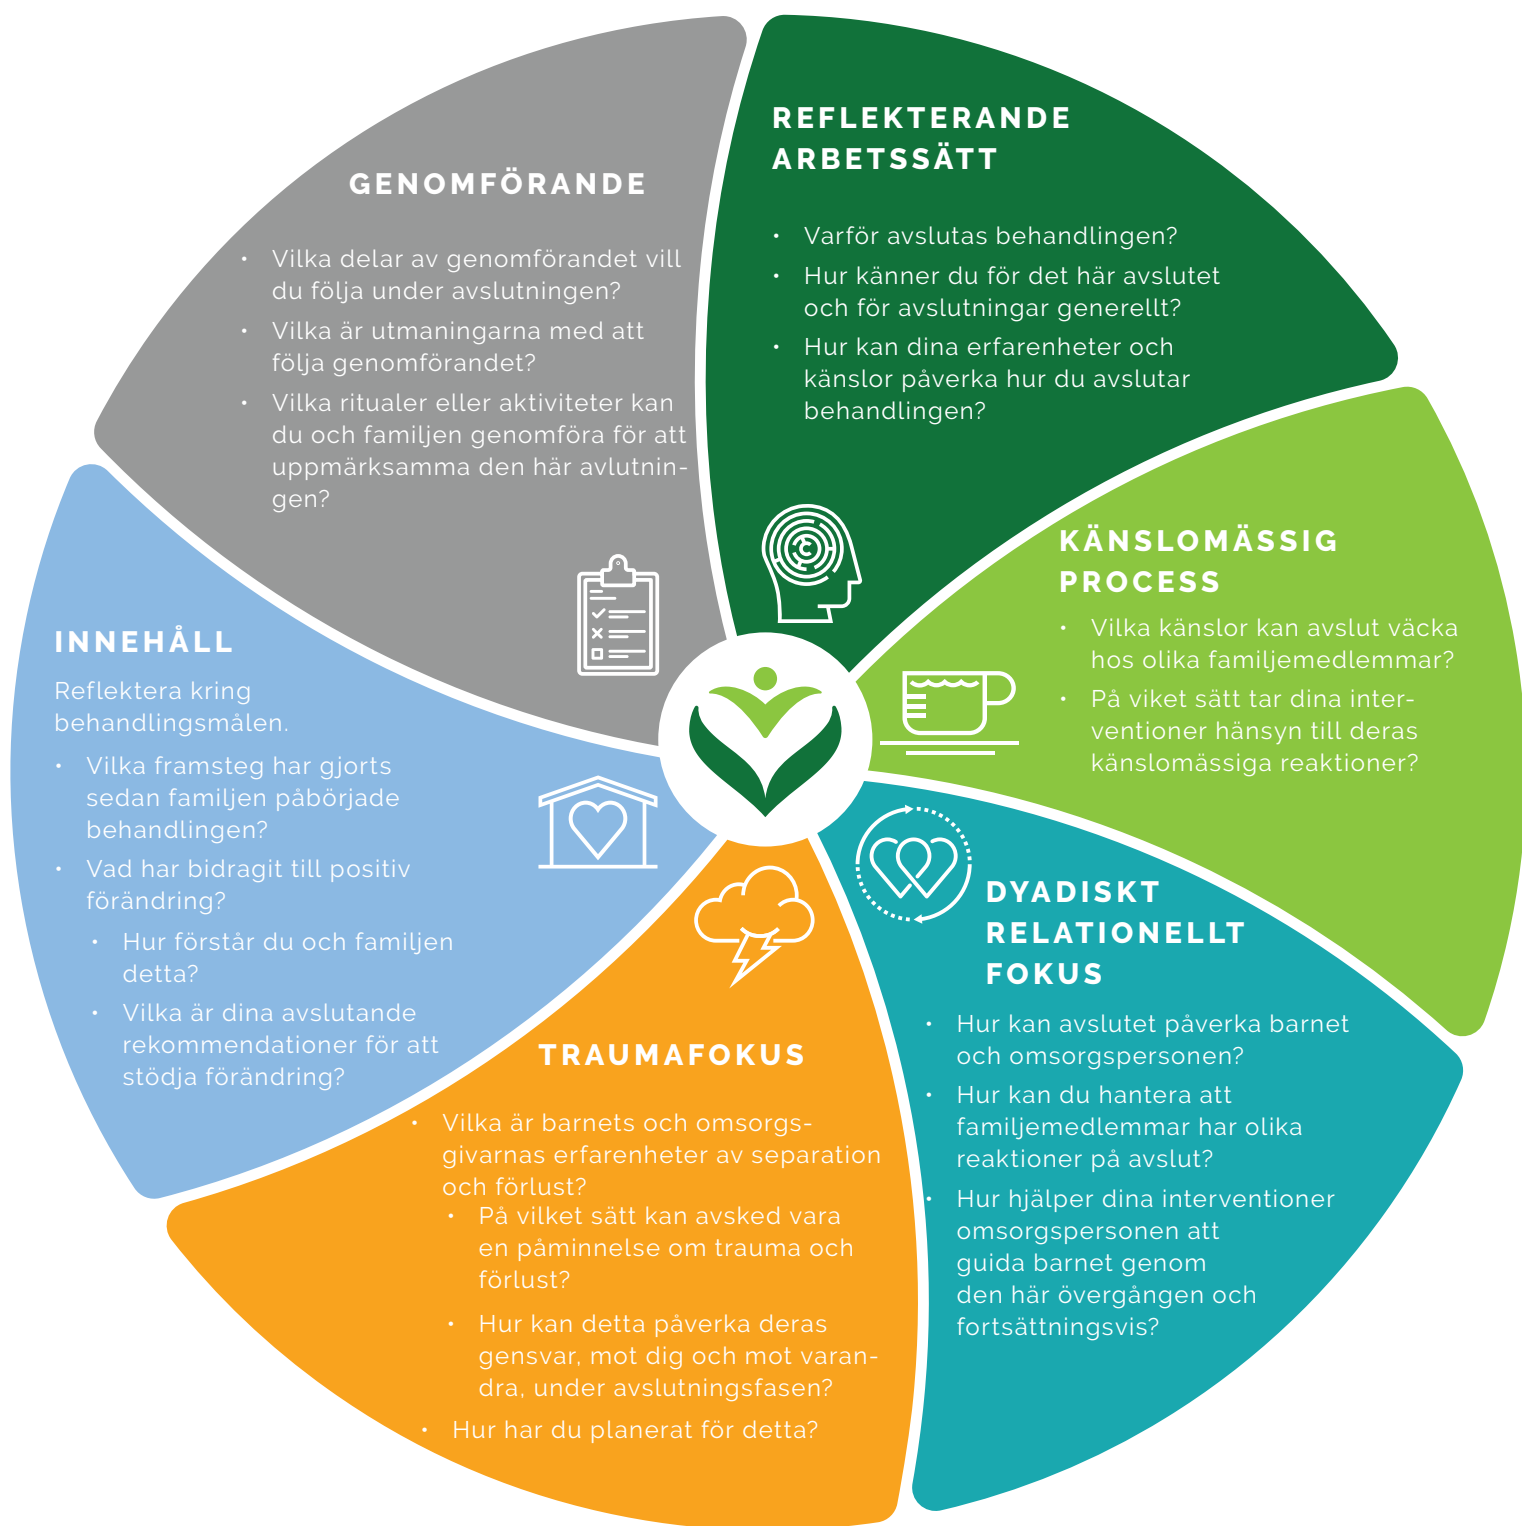 GENOMFÖRANDE
• Vilka delar av genomförandet vill
du följa under avslutningen?
• Vilka är utmaningarna med att
följa genomförandet?
• Vilka ritualer eller aktiviteter kan
du och familjen genomföra för att
uppmärksamma den här avlutnin-
gen?
REFLEKTERANDE
ARBETSSÄTT
• Varför avslutas behandlingen?
• Hur känner du för det här avslutet
och för avslutningar generellt?
• Hur kan dina erfarenheter och
känslor påverka hur du avslutar
behandlingen?
KÄNSLOMÄSSIG
PROCESS
• Vilka känslor kan avslut väcka
hos olika familjemedlemmar?
• På viket sätt tar dina inter-
ventioner hänsyn till deras
känslomässiga reaktioner?
DYADISKT
RELATIONELLT
FOKUS
• Hur kan avslutet påverka barnet
och omsorgspersonen?
• Hur kan du hantera att
familjemedlemmar har olika
reaktioner på avslut?
• Hur hjälper dina interventioner
omsorgspersonen att
guida barnet genom
den här övergången och
fortsättningsvis?
TRAUMAFOKUS
• Vilka är barnets och omsorgs-
givarnas erfarenheter av separation
och förlust?
• På vilket sätt kan avsked vara
en påminnelse om trauma och
förlust?
• Hur kan detta påverka deras
gensvar, mot dig och mot varan-
dra, under avslutningsfasen?
• Hur har du planerat för detta?
INNEHÅLL
Reflektera kring
behandlingsmålen.
• Vilka framsteg har gjorts
sedan familjen påbörjade
behandlingen?
• Vad har bidragit till positiv
förändring?
• Hur förstår du och familjen
detta?
• Vilka är dina avslutande
rekommendationer för att
stödja förändring?